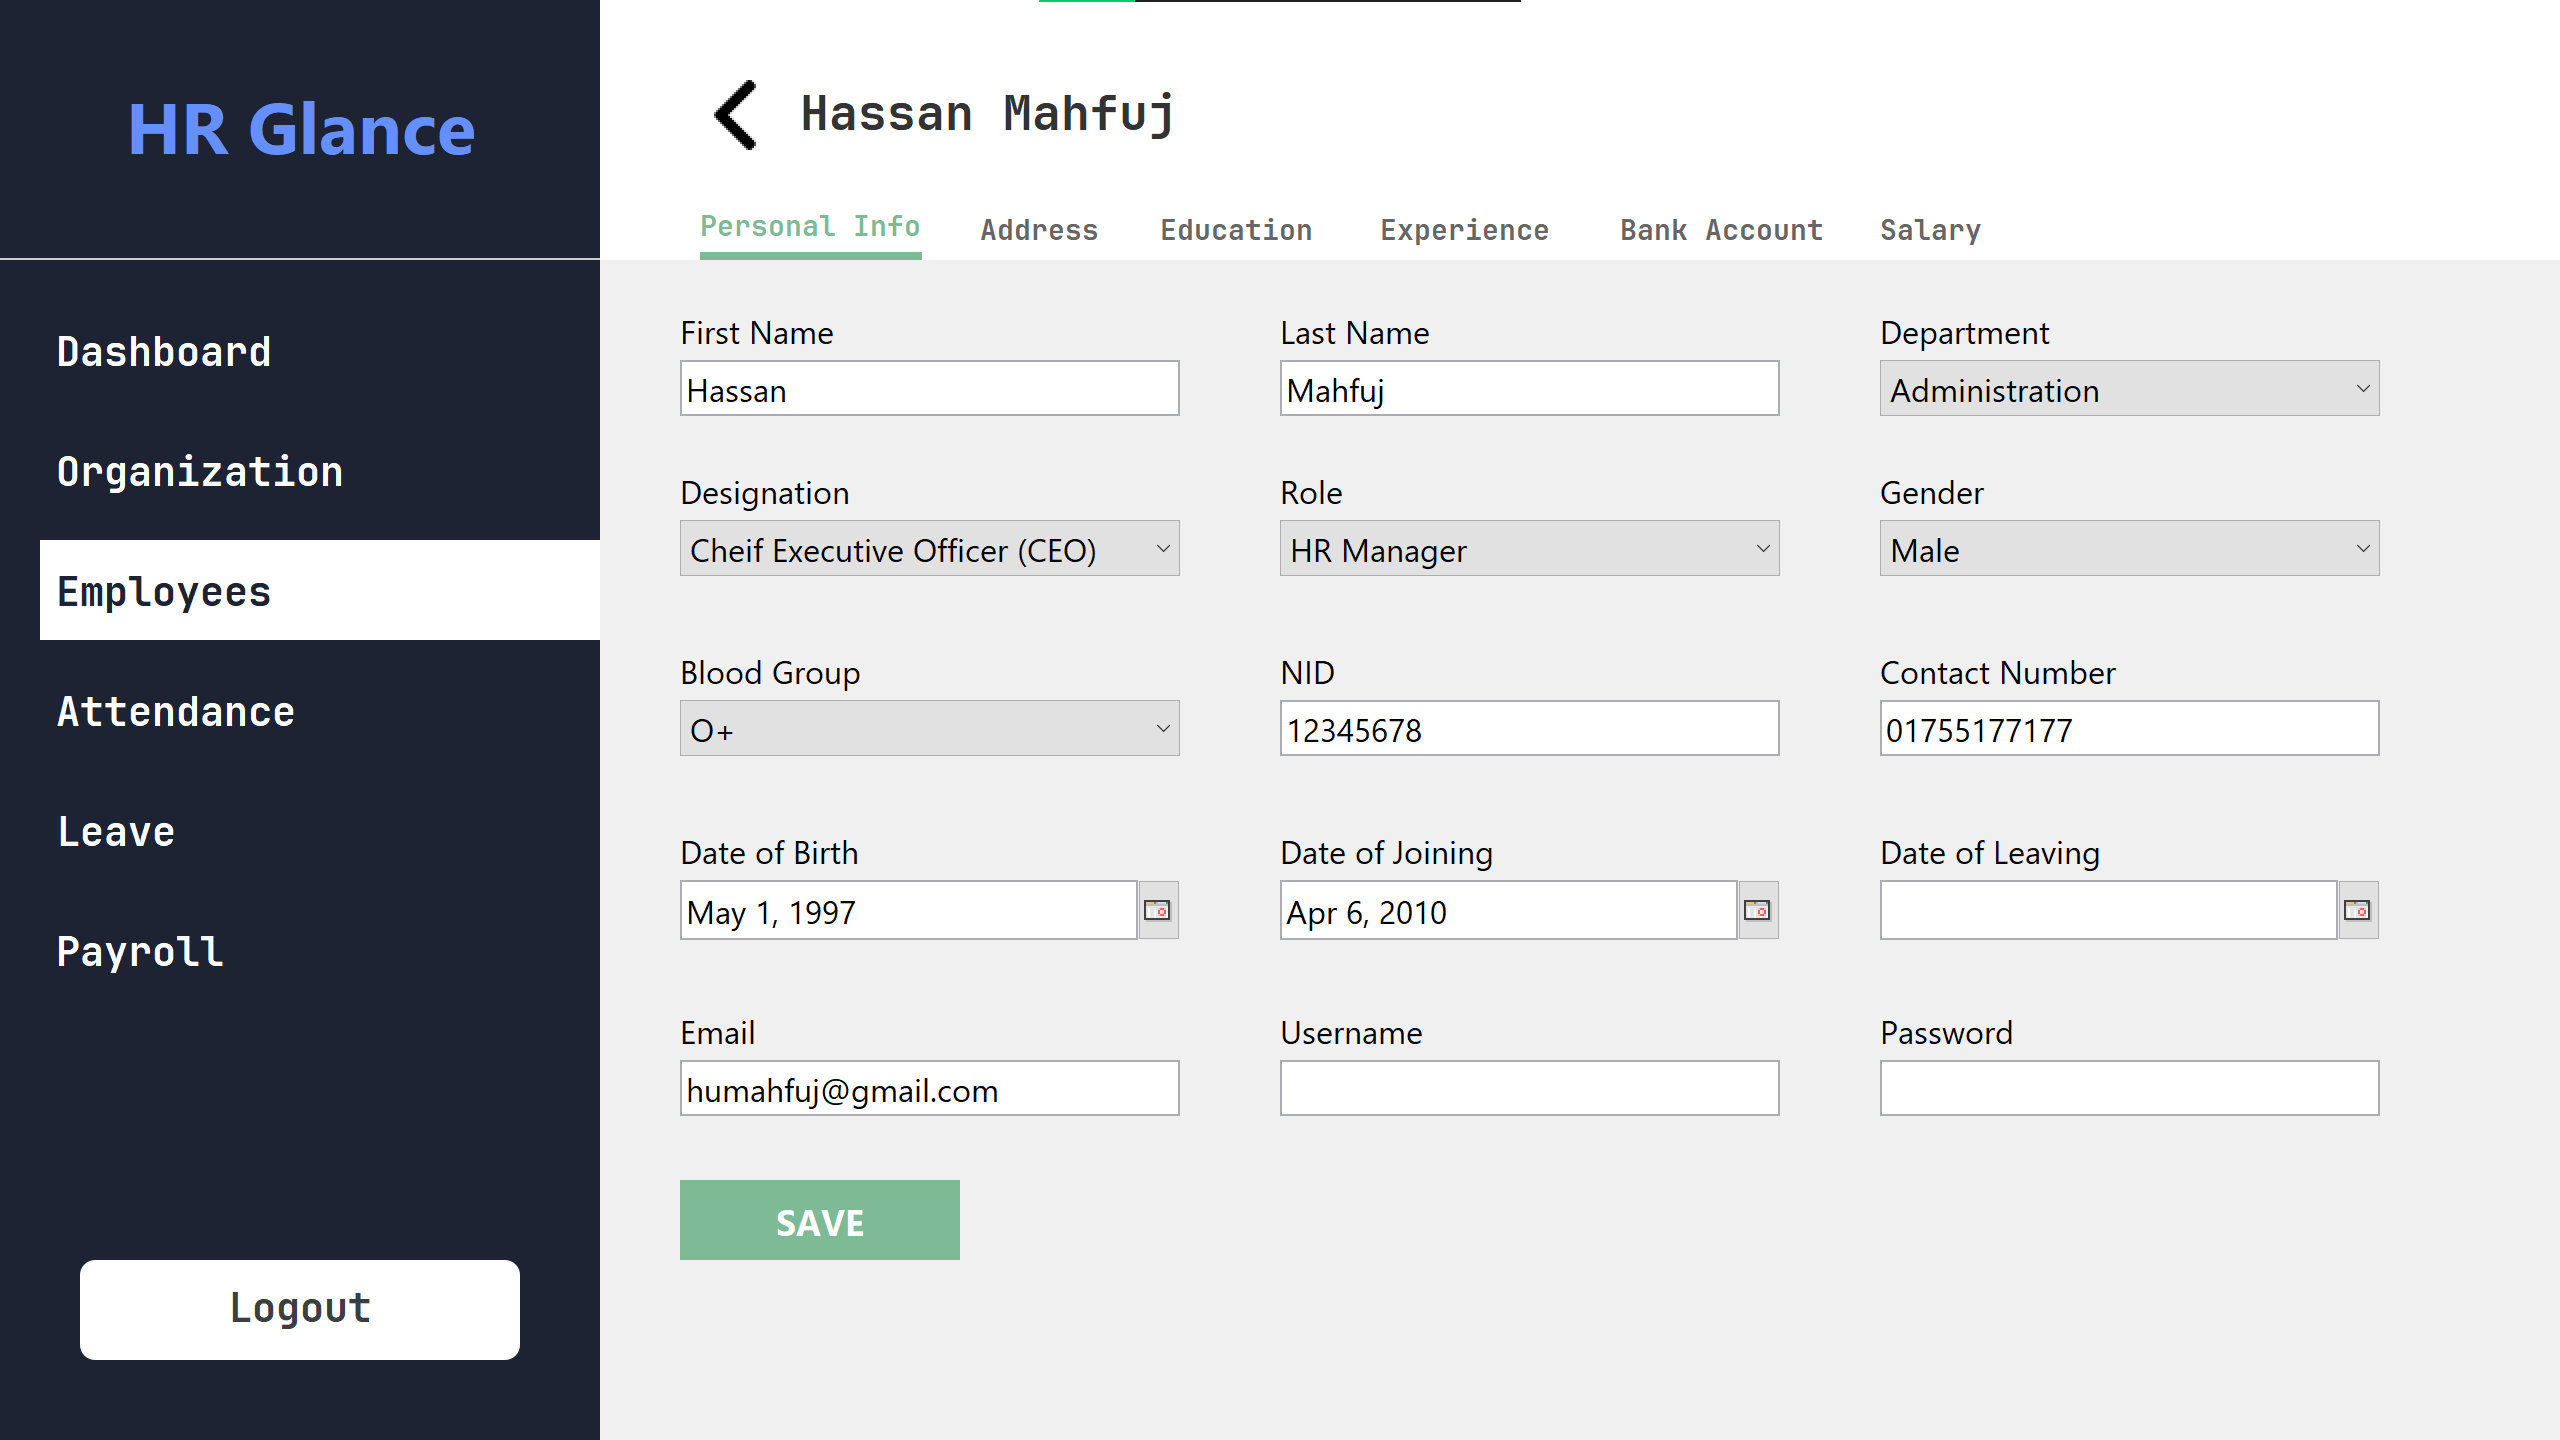 HR Glance
Dashboard
Organization
Employees
Attendance
Leave
Payroll
Logout
Hassan Mahfuj
Personal Info Address Education Experience Bank Account Salary
First Name Last Name Department
Hassan Mahfuj Administration
Designation Role Gender
Cheif Executive Officer (CEO) HR Manager Male
Blood Group NID Contact Number
O+ 12345678 01755177177
Date of Birth Date of Joining Date of Leaving
May 1, 1997 Apr 6, 2010
Email Username Password
humahfuj@gmail.com
SAVE